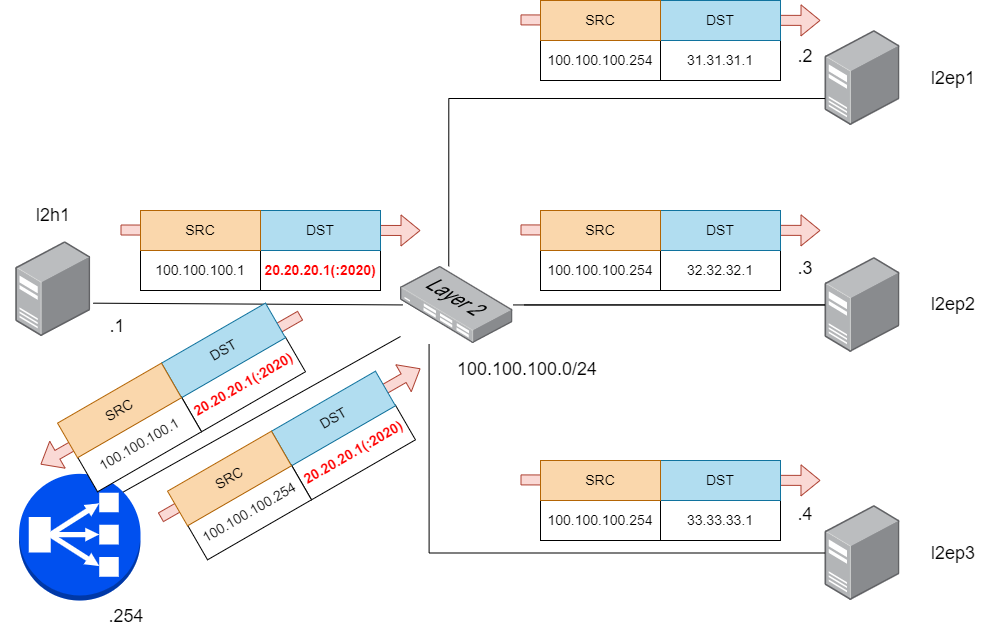 SRC DST
100.100.100.254 31.31.31.1
.2
l2ep1
l2h1
SRC DST
100.100.100.1 20.20.20.1(:2020)
.1
Layer 2
100.100.100.0/24
SRC DST
100.100.100.254 32.32.32.1
.3
l2ep2
SRC DST
100.100.100.1 20.20.20.1(:2020)
SRC DST
100.100.100.254 20.20.20.1(:2020)
.254
SRC DST
100.100.100.254 33.33.33.1
.4
l2ep3